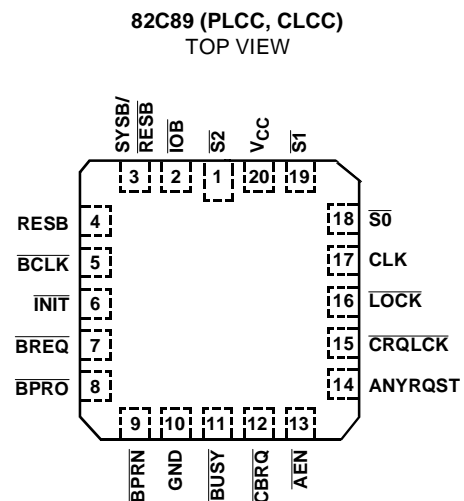 82C89 (PLCC, CLCC)
TOP VIEW
SYSB/
RESB
IOB
S2
VCC
S1
3
2
1
20
19
RESB 4
18 S0
BCLK 5
17 CLK
INIT 6
16 LOCK
BREQ 7
15 CRQLCK
BPRO 8
14 ANYRQST
9
10
11
12
13
BPRN
GND
BUSY
CBRQ
AEN